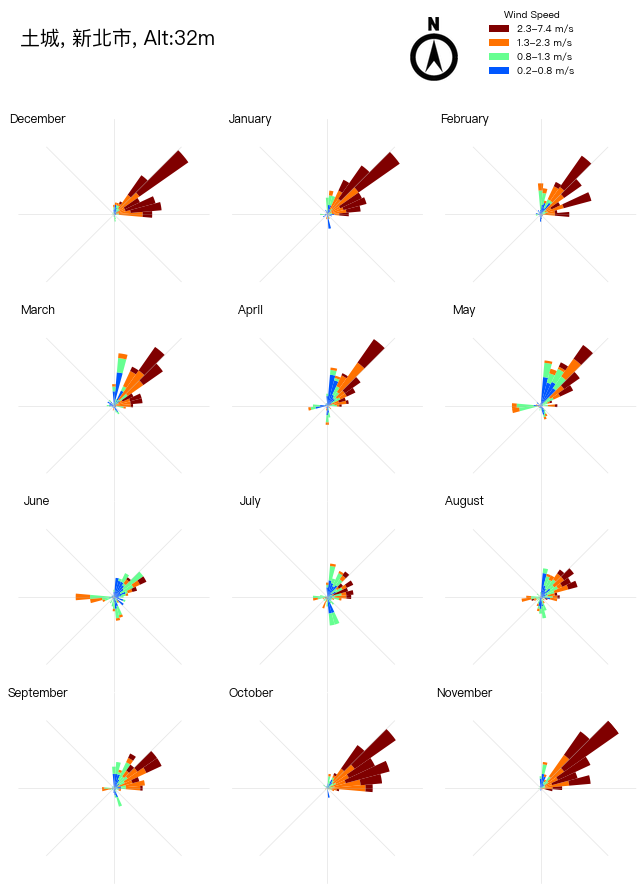 土城, 新北市, Alt:32m
N
Wind Speed
2.3–7.4 m/s
1.3–2.3 m/s
0.8–1.3 m/s
0.2–0.8 m/s
December
January
February
March
April
May
June
July
August
September
October
November